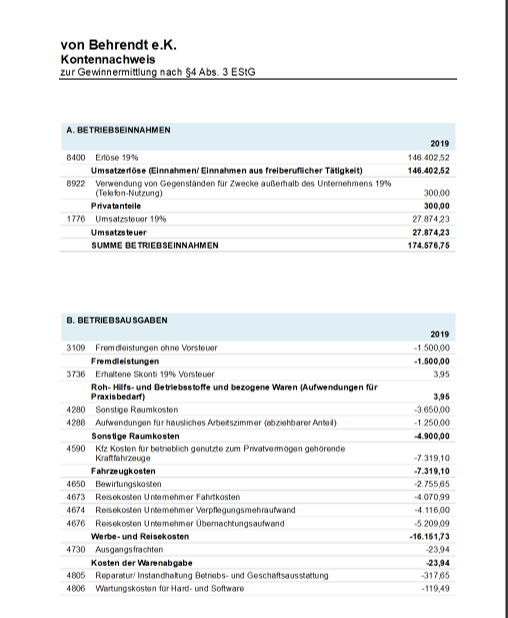 von Behrendt e.K.
Kontennachweis
zur Gewinnermittlung nach §4 Abs. 3 EStG
A. BETRIEBSEINNAHMEN
2019
8400 Erlöse 19% 146.402,52
Umsatzerlöse (Einnahmen/ Einnahmen aus freiberuflicher Tätigkeit) 146.402,52
8922 Verwendung von Gegenständen für Zwecke außerhalb des Unternehmens 19%
(Telefon-Nutzung) 300,00
Privatanteile 300,00
1776 Umsatzsteuer 19% 27.874,23
Umsatzsteuer 27.874,23
SUMME BETRIEBSEINNAHMEN 174.576,75
B. BETRIEBSAUSGABEN
2019
3109 Fremdleistungen ohne Vorsteuer -1.500,00
Fremdleistungen -1.500,00
3736 Erhaltene Skonti 19% Vorsteuer 3,95
Roh- Hilfs- und Betriebsstoffe und bezogene Waren (Aufwendungen für
Praxisbedarf) 3,95
4280 Sonstige Raumkosten -3.650,00
4288 Aufwendungen für häusliches Arbeitszimmer (abziehbarer Anteil) -1.250,00
Sonstige Raumkosten -4.900,00
4590 Kfz Kosten für betrieblich genutzte zum Privatvermögen gehörende
Kraftfahrzeuge -7.319,10
Fahrzeugkosten -7.319,10
4650 Bewirtungskosten -2.755,65
4673 Reisekosten Unternehmer Fahrtkosten -4.070,99
4674 Reisekosten Unternehmer Verpflegungsmehraufwand -4.116,00
4676 Reisekosten Unternehmer Übernachtungsaufwand -5.209,09
Werbe- und Reisekosten -16.151,73
4730 Ausgangsfrachten -23,94
Kosten der Warenabgabe -23,94
4805 Reparatur/ Instandhaltung Betriebs- und Geschäftsausstattung -317,65
4806 Wartungskosten für Hard- und Software -119,49